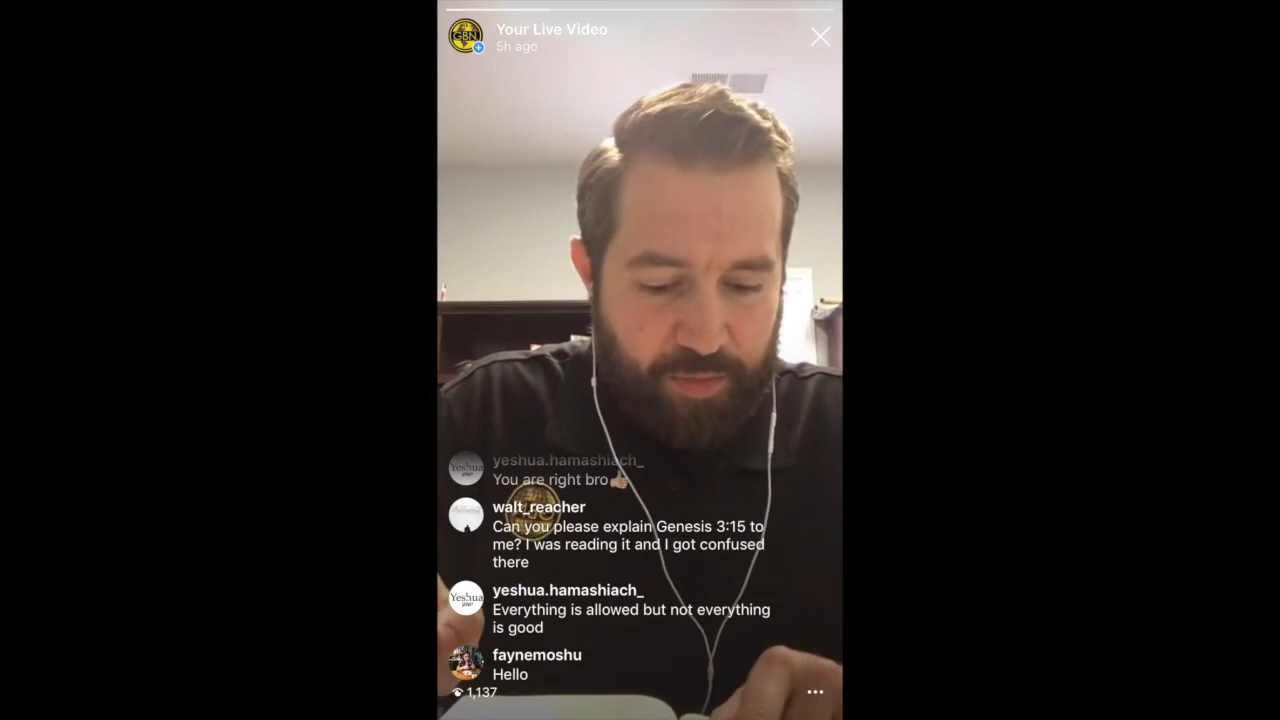 GBN
Your Live Video
5h ago
yeshua.hamashiach_
You are right bro👍🏼
walt_reacher
Can you please explain Genesis 3:15 to
me? I was reading it and I got confused
there
yeshua.hamashiach_
Everything is allowed but not everything
is good
faynemoshu
Hello
1,137
Yeshua
Yeshua